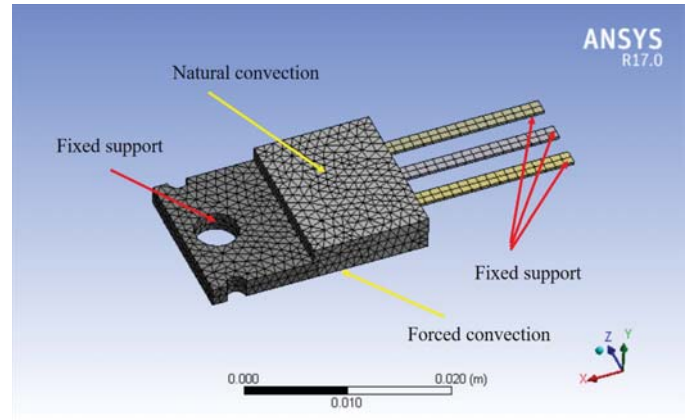 ANSYS
R17.0
Natural convection
Fixed support
Fixed support
Forced convection
0.000
0.020 (m)
0.010
Z
Y
X